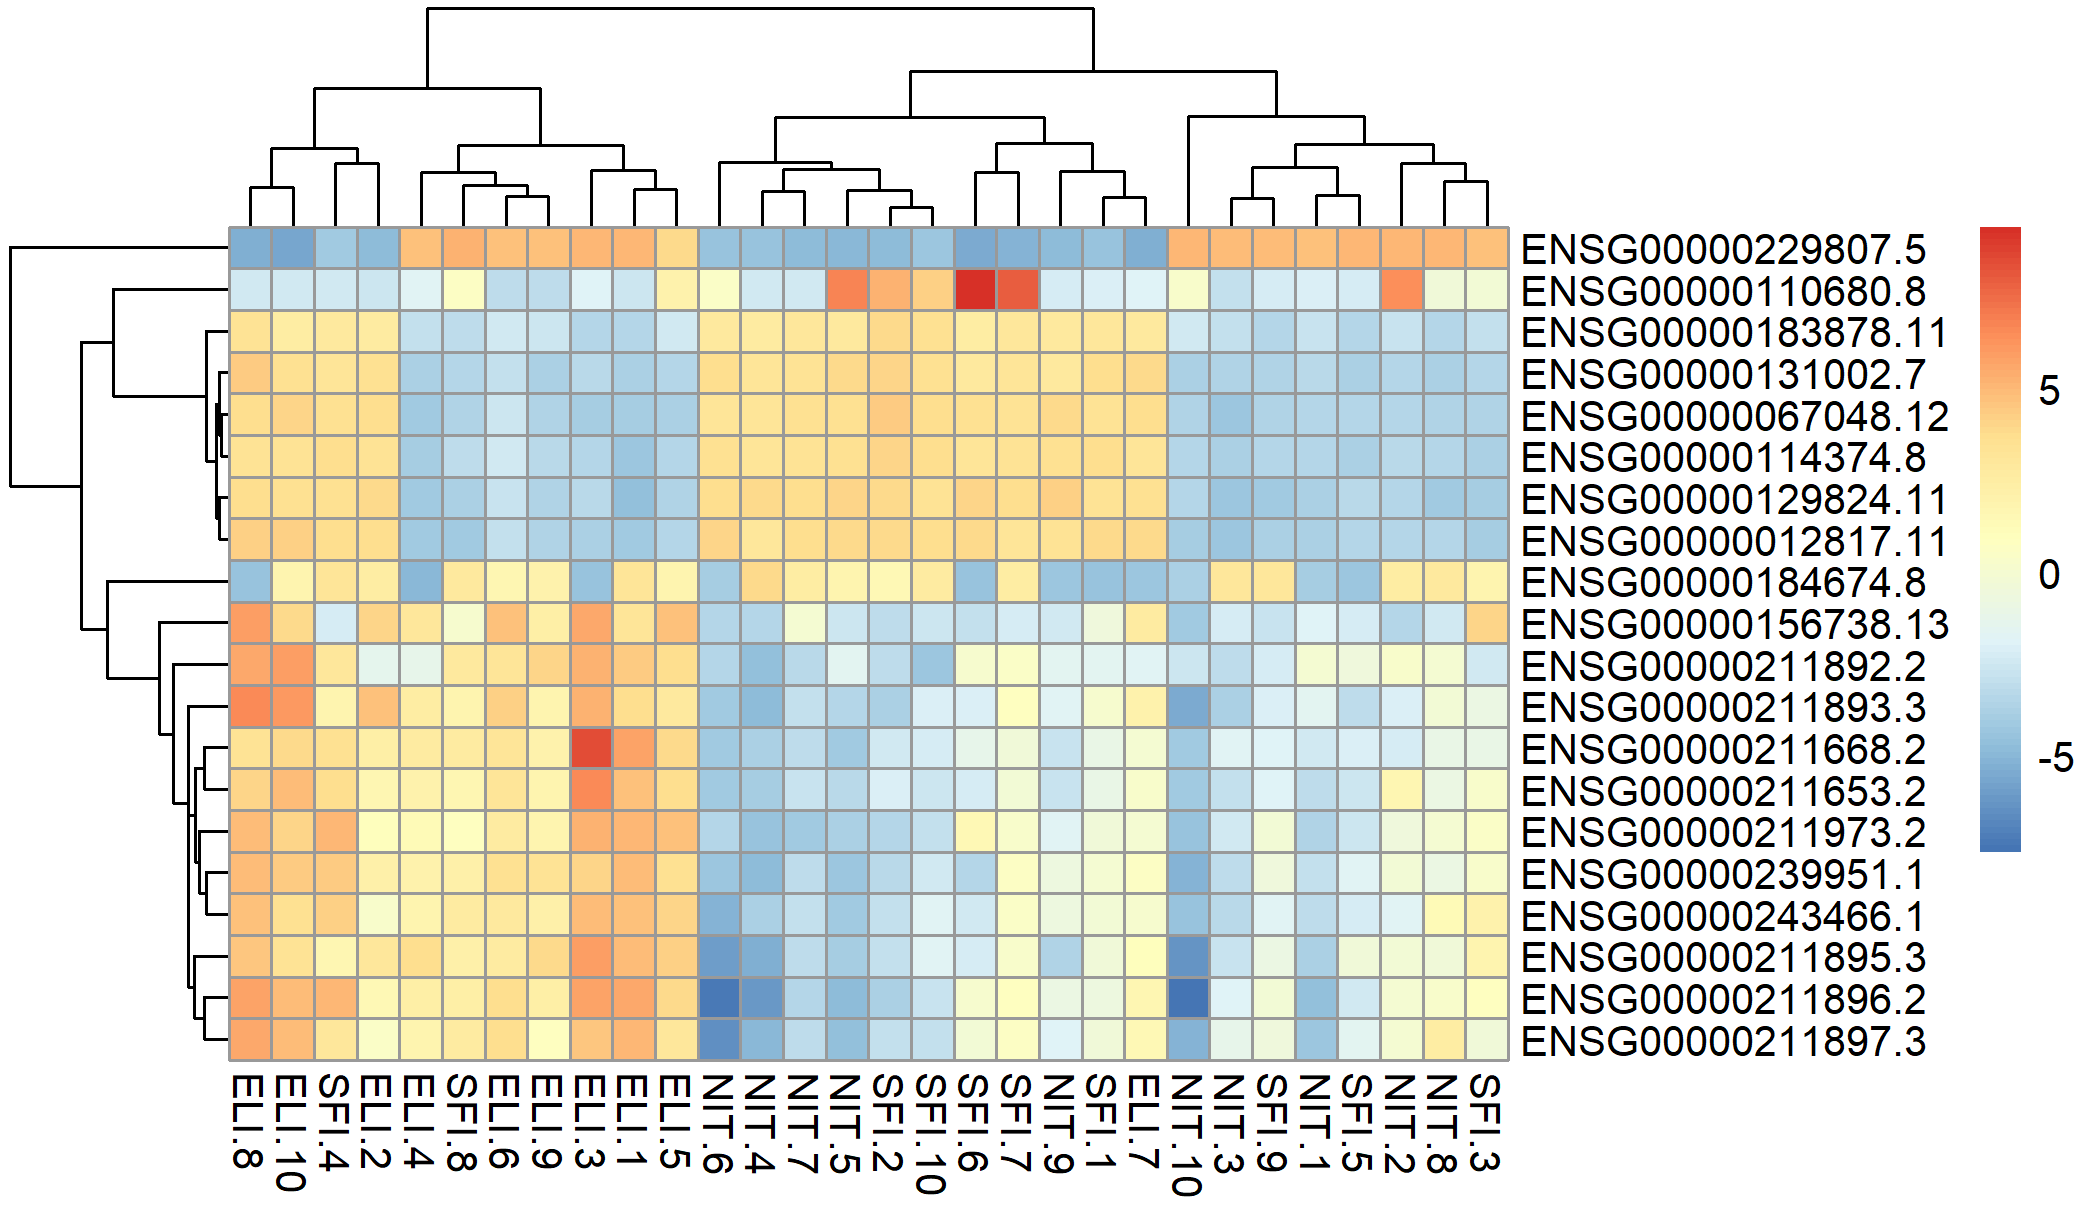 ENSG00000229807.5
ENSG00000110680.8
ENSG00000183878.11
ENSG00000131002.7
ENSG00000067048.12
ENSG00000114374.8
ENSG00000129824.11
ENSG00000012817.11
ENSG00000184674.8
ENSG00000156738.13
ENSG00000211892.2
ENSG00000211893.3
ENSG00000211668.2
ENSG00000211653.2
ENSG00000211973.2
ENSG00000239951.1
ENSG00000243466.1
ENSG00000211895.3
ENSG00000211896.2
ENSG00000211897.3
5
0
-5
ELI.8
ELI.10
SFI.4
ELI.2
ELI.4
SFI.8
ELI.6
ELI.9
ELI.3
ELI.1
ELI.5
NIT.6
NIT.4
NIT.7
NIT.5
SFI.2
SFI.10
SFI.6
SFI.7
NIT.9
SFI.1
ELI.7
NIT.10
NIT.3
SFI.9
NIT.1
SFI.5
NIT.2
NIT.8
SFI.3